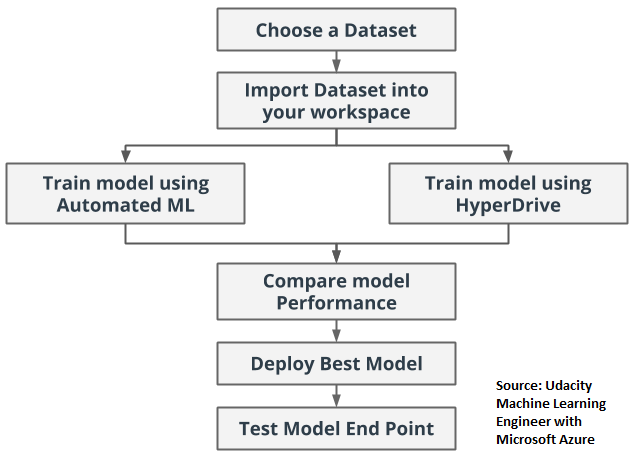 Choose a Dataset
Import Dataset into
your workspace
Train model using
Automated ML
Train model using
HyperDrive
Compare model
Performance
Deploy Best Model
Test Model End Point
Source: Udacity
Machine Learning
Engineer with
Microsoft Azure